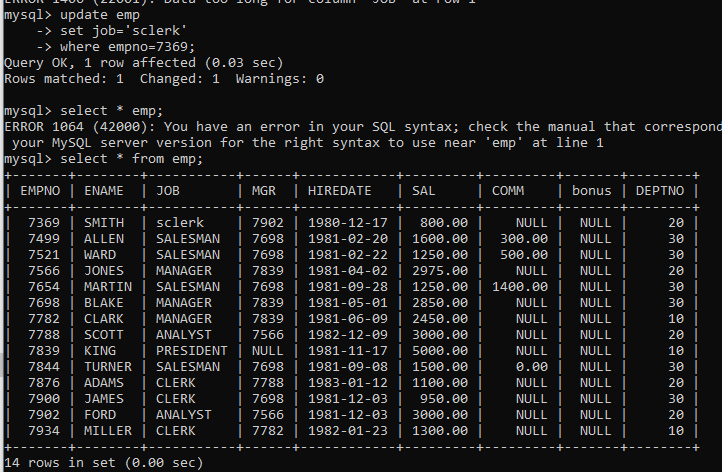 ERROR 1406 (22001): Data too long for column 'JOB' at row 1
mysql> update emp
    -> set job='sclerk'
    -> where empno=7369;
Query OK, 1 row affected (0.03 sec)
Rows matched: 1  Changed: 1  Warnings: 0

mysql> select * emp;
ERROR 1064 (42000): You have an error in your SQL syntax; check the manual that correspond
 your MySQL server version for the right syntax to use near 'emp' at line 1
mysql> select * from emp;
+-------+--------+-----------+------+------------+---------+---------+-------+--------+
| EMPNO | ENAME  | JOB       | MGR  | HIREDATE   | SAL     | COMM    | bonus | DEPTNO |
+-------+--------+-----------+------+------------+---------+---------+-------+--------+
|  7369 | SMITH  | sclerk    | 7902 | 1980-12-17 |  800.00 |    NULL |  NULL |     20 |
|  7499 | ALLEN  | SALESMAN  | 7698 | 1981-02-20 | 1600.00 |  300.00 |  NULL |     30 |
|  7521 | WARD   | SALESMAN  | 7698 | 1981-02-22 | 1250.00 |  500.00 |  NULL |     30 |
|  7566 | JONES  | MANAGER   | 7839 | 1981-04-02 | 2975.00 |    NULL |  NULL |     20 |
|  7654 | MARTIN | SALESMAN  | 7698 | 1981-09-28 | 1250.00 | 1400.00 |  NULL |     30 |
|  7698 | BLAKE  | MANAGER   | 7839 | 1981-05-01 | 2850.00 |    NULL |  NULL |     30 |
|  7782 | CLARK  | MANAGER   | 7839 | 1981-06-09 | 2450.00 |    NULL |  NULL |     10 |
|  7788 | SCOTT  | ANALYST   | 7566 | 1982-12-09 | 3000.00 |    NULL |  NULL |     20 |
|  7839 | KING   | PRESIDENT | NULL | 1981-11-17 | 5000.00 |    NULL |  NULL |     10 |
|  7844 | TURNER | SALESMAN  | 7698 | 1981-09-08 | 1500.00 |    0.00 |  NULL |     30 |
|  7876 | ADAMS  | CLERK     | 7788 | 1983-01-12 | 1100.00 |    NULL |  NULL |     20 |
|  7900 | JAMES  | CLERK     | 7698 | 1981-12-03 |  950.00 |    NULL |  NULL |     30 |
|  7902 | FORD   | ANALYST   | 7566 | 1981-12-03 | 3000.00 |    NULL |  NULL |     20 |
|  7934 | MILLER | CLERK     | 7782 | 1982-01-23 | 1300.00 |    NULL |  NULL |     10 |
+-------+--------+-----------+------+------------+---------+---------+-------+--------+
14 rows in set (0.00 sec)